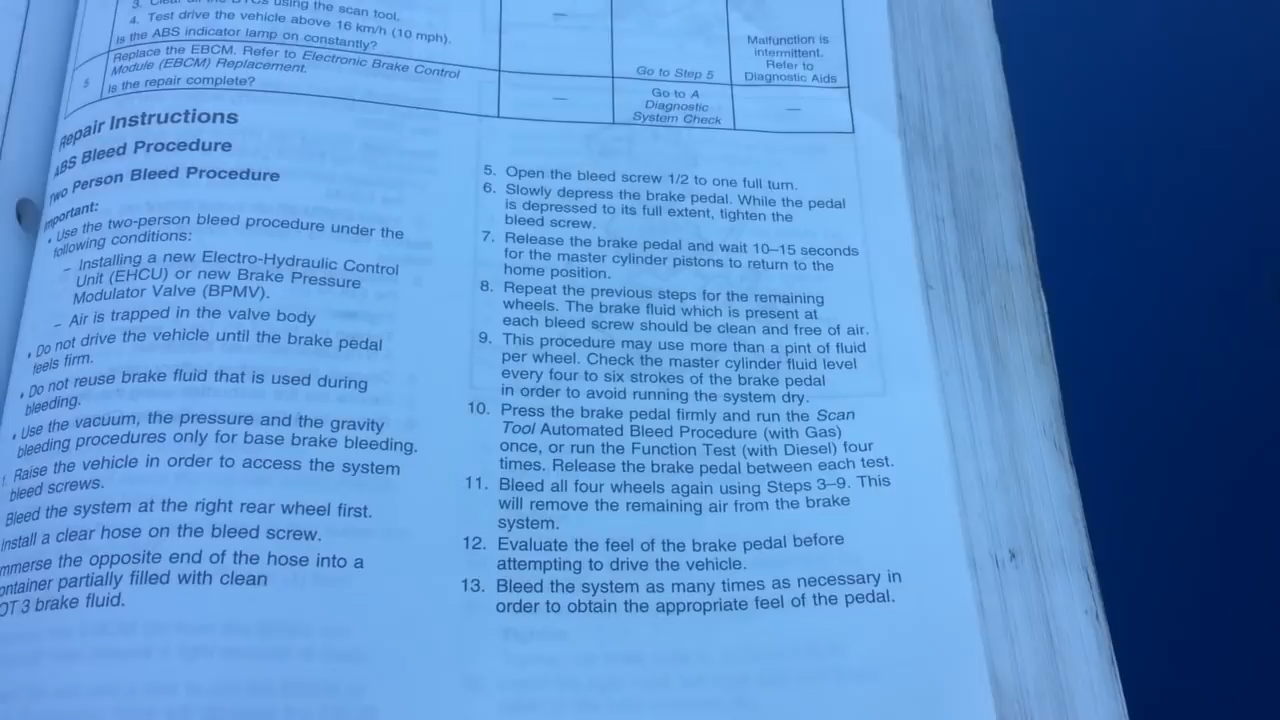 3. Clear all the DTCs using the scan tool.
4. Test drive the vehicle above 16 km/h (10 mph).
Is the ABS indicator lamp on constantly?
—
Go to Step 5
Malfunction is
intermittent.
Refer to
Diagnostic Aids
5
Replace the EBCM. Refer to Electronic Brake Control
Module (EBCM) Replacement.
Is the repair complete?
—
Go to A
Diagnostic
System Check
—
Repair Instructions
ABS Bleed Procedure
Two Person Bleed Procedure
Important:
• Use the two-person bleed procedure under the
following conditions:
– Installing a new Electro-Hydraulic Control
Unit (EHCU) or new Brake Pressure
Modulator Valve (BPMV).
– Air is trapped in the valve body
• Do not drive the vehicle until the brake pedal
feels firm.
• Do not reuse brake fluid that is used during
bleeding.
• Use the vacuum, the pressure and the gravity
bleeding procedures only for base brake bleeding.
. Raise the vehicle in order to access the system
bleed screws.
Bleed the system at the right rear wheel first.
Install a clear hose on the bleed screw.
mmerse the opposite end of the hose into a
ontainer partially filled with clean
OT 3 brake fluid.
5. Open the bleed screw 1/2 to one full turn.
6. Slowly depress the brake pedal. While the pedal
is depressed to its full extent, tighten the
bleed screw.
7. Release the brake pedal and wait 10–15 seconds
for the master cylinder pistons to return to the
home position.
8. Repeat the previous steps for the remaining
wheels. The brake fluid which is present at
each bleed screw should be clean and free of air.
9. This procedure may use more than a pint of fluid
per wheel. Check the master cylinder fluid level
every four to six strokes of the brake pedal
in order to avoid running the system dry.
10. Press the brake pedal firmly and run the Scan
Tool Automated Bleed Procedure (with Gas)
once, or run the Function Test (with Diesel) four
times. Release the brake pedal between each test.
11. Bleed all four wheels again using Steps 3–9. This
will remove the remaining air from the brake
system.
12. Evaluate the feel of the brake pedal before
attempting to drive the vehicle.
13. Bleed the system as many times as necessary in
order to obtain the appropriate feel of the pedal.